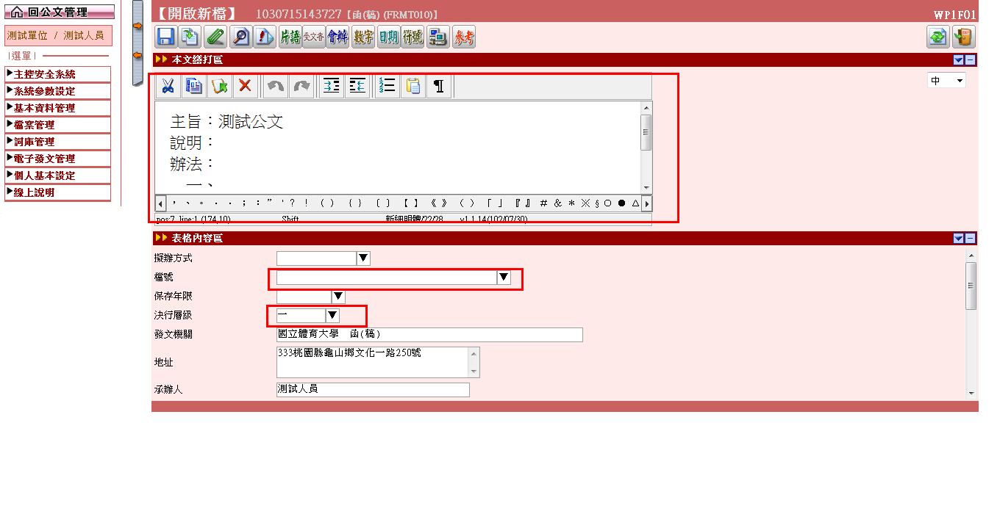 回公文管理
測試單位 / 測試人員
|選單|
主控安全系統
系統參數設定
基本資料管理
檔案管理
詞庫管理
電子發文管理
個人基本設定
線上說明
【開啟新檔】 1030715143727【函(稿) (FRMT010)】 WP1F01
片語 受文者 會辦 數字 日期 符號 參考
本文繕打區
中
主旨：測試公文
說明：
辦法：
一、
，、。．．；：”‘？！（）｛｝〔〕【】《》（）「」『』＃＆＊※§○●△
pos:7, line:1 (174,10) Shift 新細明體/22/28 v1.1.14(102/07/30)
表格內容區
擬辦方式
檔號
保存年限
決行層級 一
發文機關 國立體育大學 函(稿)
地址 333桃園縣龜山鄉文化一路250號
承辦人 測試人員